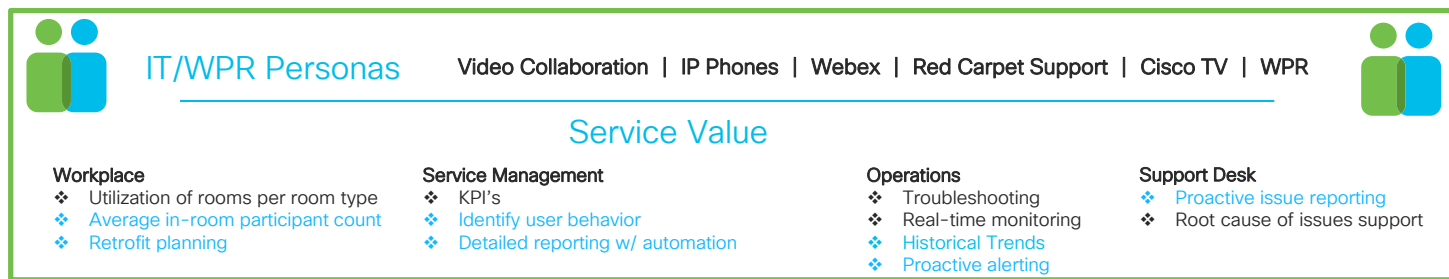 IT/WPR Personas
Video Collaboration | IP Phones | Webex | Red Carpet Support | Cisco TV | WPR
Service Value
Workplace
❖ Utilization of rooms per room type
❖ Average in-room participant count
❖ Retrofit planning
Service Management
❖ KPI's
❖ Identify user behavior
❖ Detailed reporting w/ automation
Operations
❖ Troubleshooting
❖ Real-time monitoring
❖ Historical Trends
❖ Proactive alerting
Support Desk
❖ Proactive issue reporting
❖ Root cause of issues support